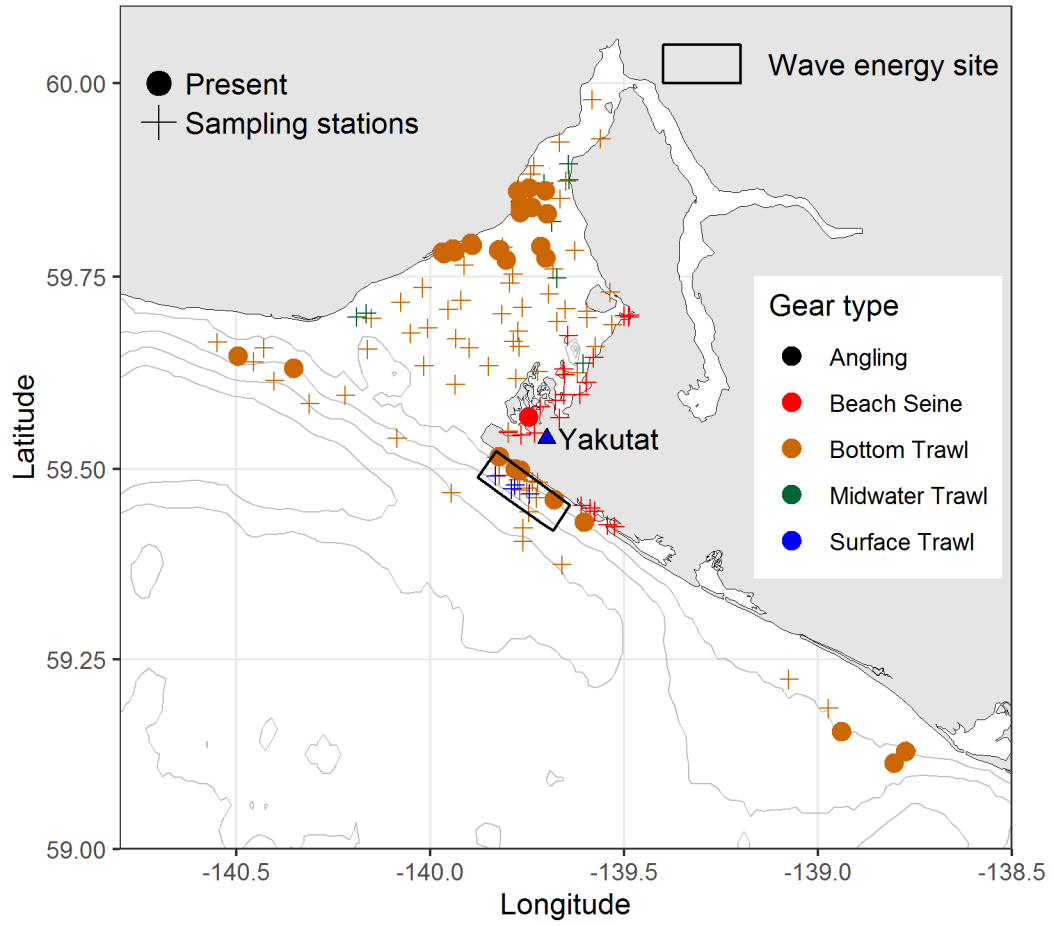 60.00
59.75
59.50
59.25
59.00
Latitude
Present
Sampling stations
Wave energy site
Yakutat
Gear type
Angling
Beach Seine
Bottom Trawl
Midwater Trawl
Surface Trawl
-140.5
-140.0
-139.5
-139.0
-138.5
Longitude